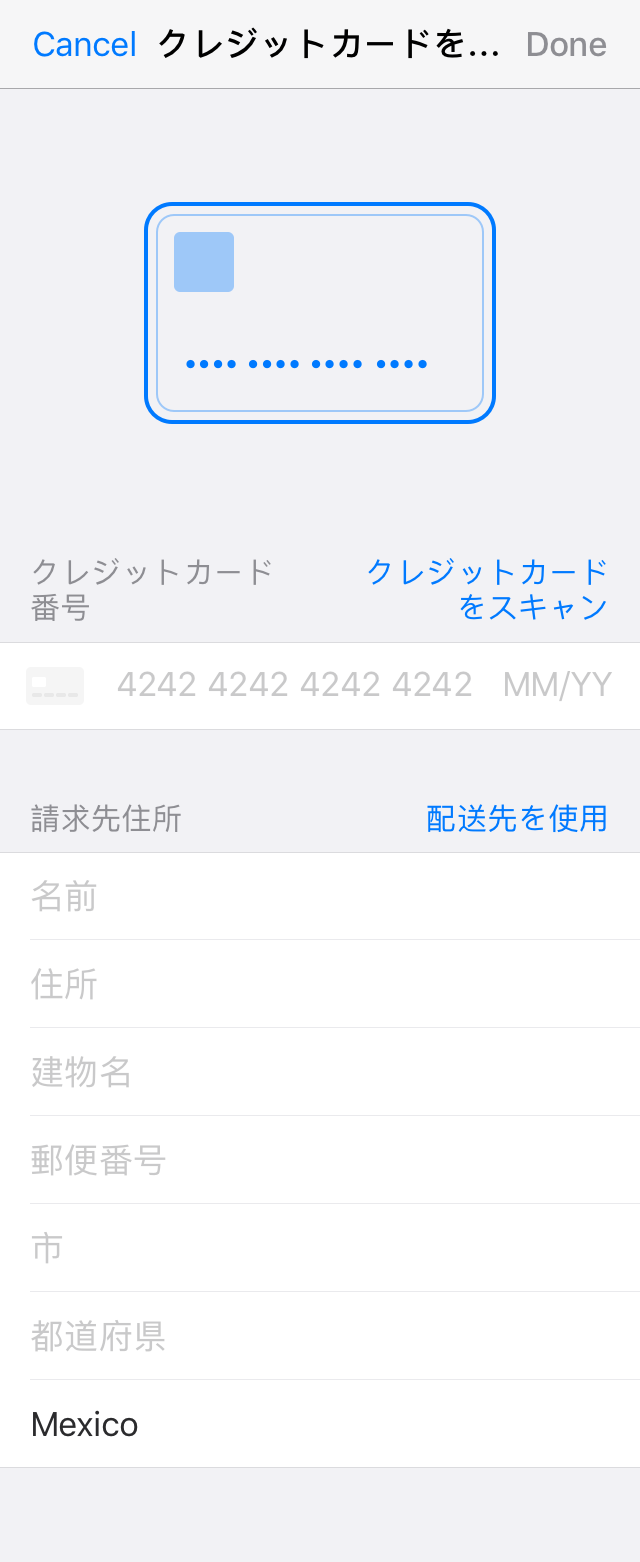 Cancel クレジットカードを... Done
クレジットカード
番号
クレジットカード
をスキャン
4242 4242 4242 4242 MM/YY
請求先住所 配送先を使用
名前
住所
建物名
郵便番号
市
都道府県
Mexico